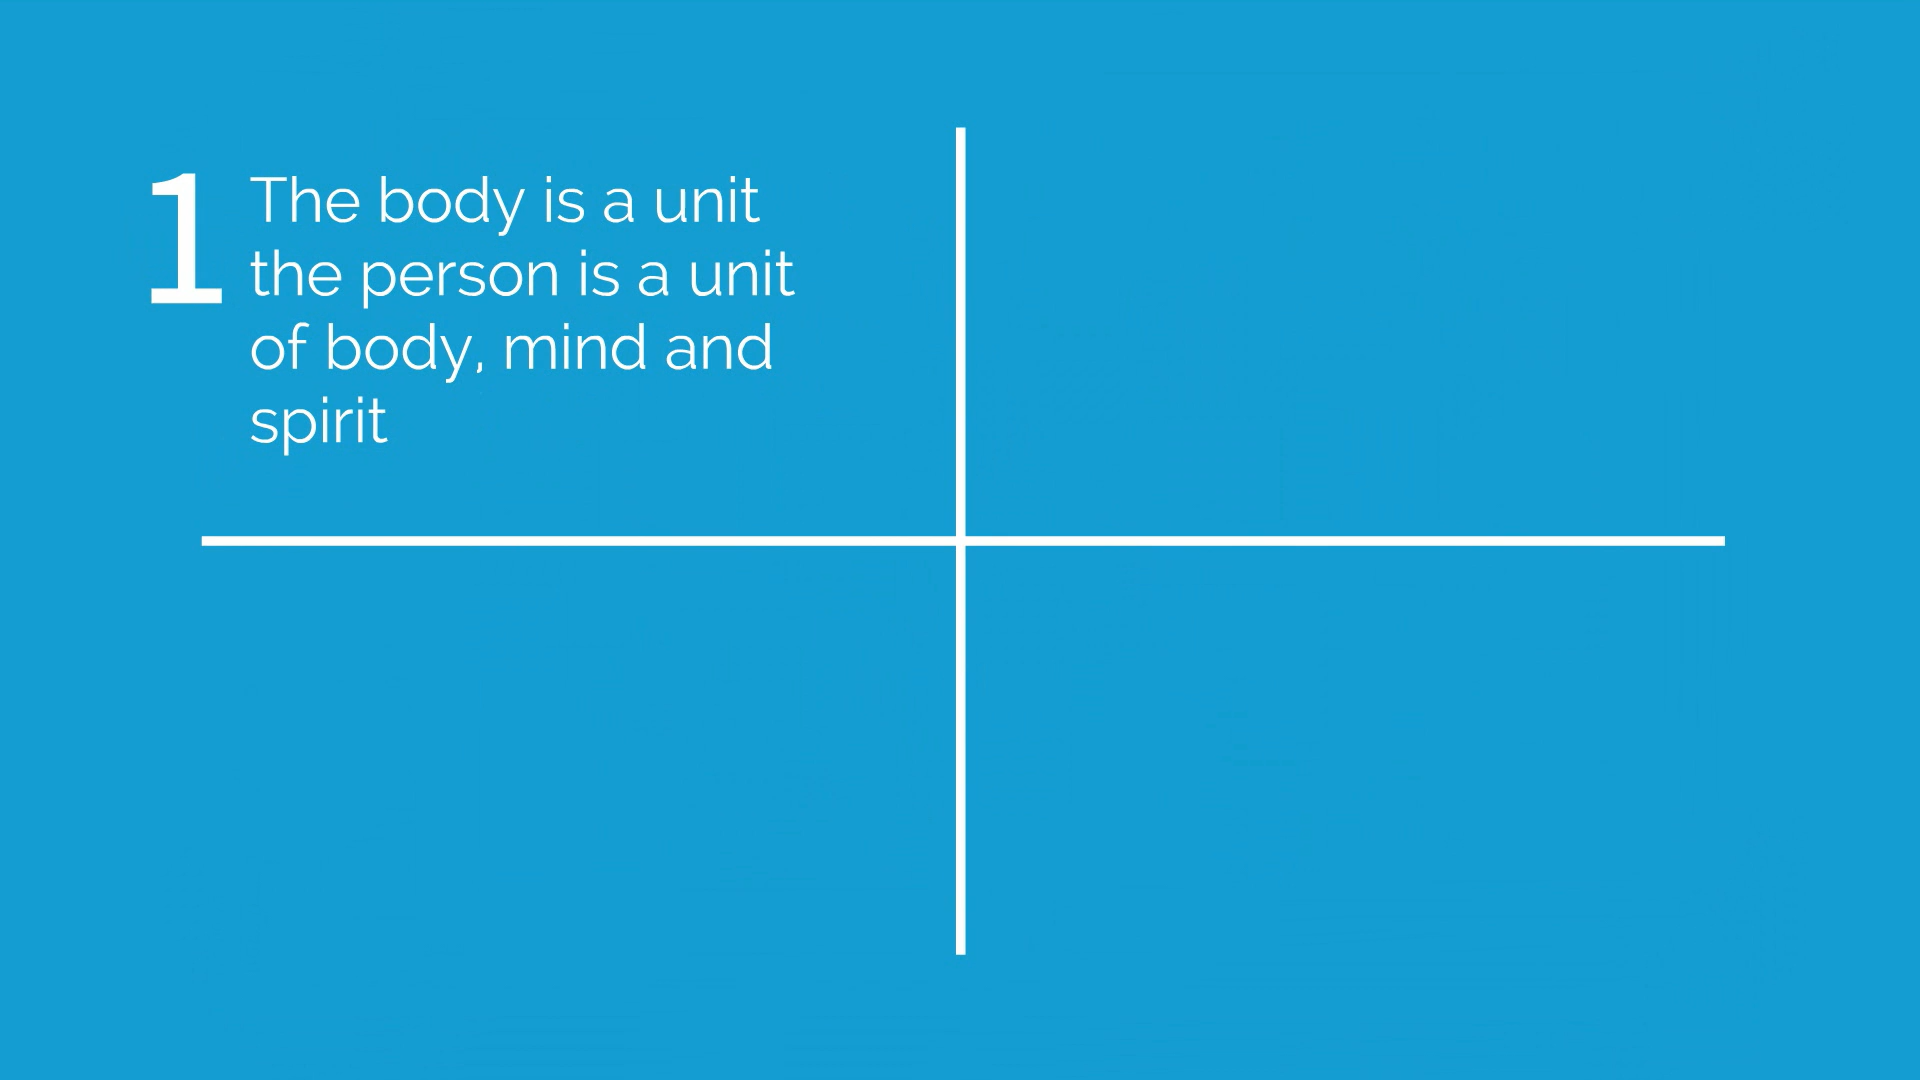 1 The body is a unit
the person is a unit
of body, mind and
spirit